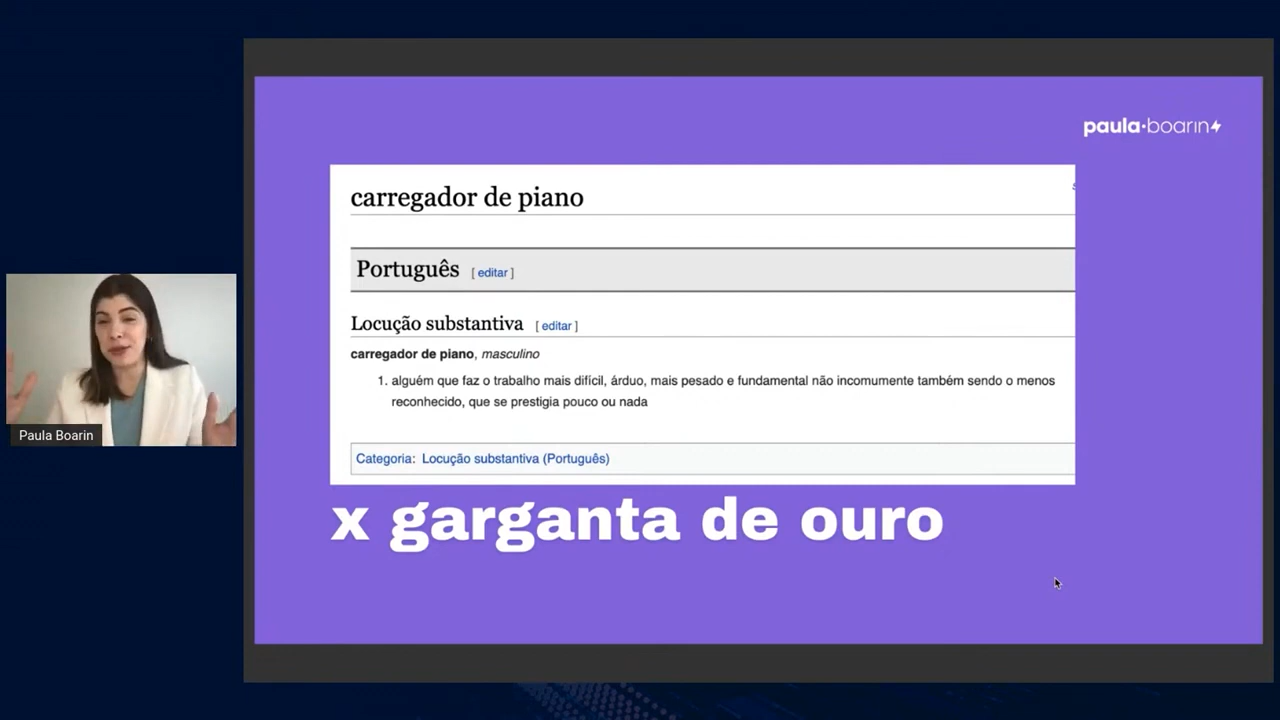 paula·boarin
carregador de piano
Português [ editar ]
Locução substantiva [ editar ]
carregador de piano, masculino
1. alguém que faz o trabalho mais difícil, árduo, mais pesado e fundamental não incomumente também sendo o menos
reconhecido, que se prestigia pouco ou nada
Categoria: Locução substantiva (Português)
x garganta de ouro
Paula Boarin